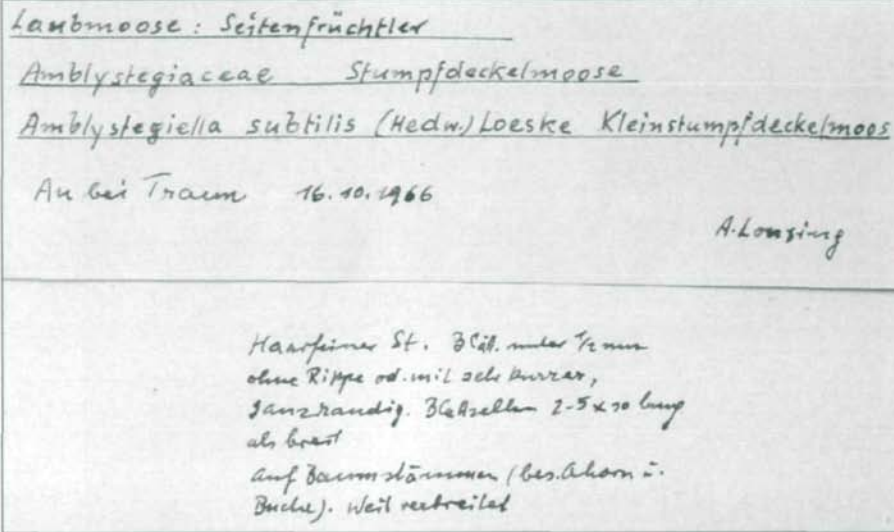 Laubmoose: Seitenfrüchtler
Amblystegiaceae Stumpfdeckelmoose
Amblystegiella subtilis (Hedw.) Loeske Kleinstumpfdeckelmoos
Au bei Traun 16.10.1966
A. Lonsing
Haarfeiner St. Blät. unter 1/2 mm
ohne Rippe od. mit sehr kurzer,
ganzrandig. Blattzellen 2-5 x so lang
als breit
Auf Baumstämmen (bes. Ahorn u.
Buche). Weit verbreitet